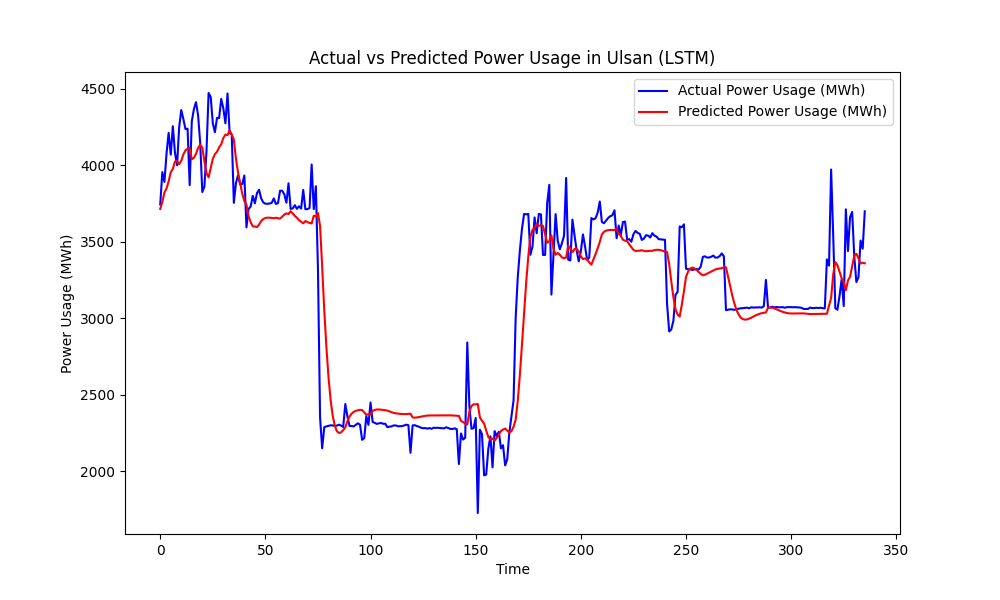 Actual vs Predicted Power Usage in Ulsan (LSTM)
Actual Power Usage (MWh)
Predicted Power Usage (MWh)
Power Usage (MWh)
4500
4000
3500
3000
2500
2000
0 50 100 150 200 250 300 350
Time